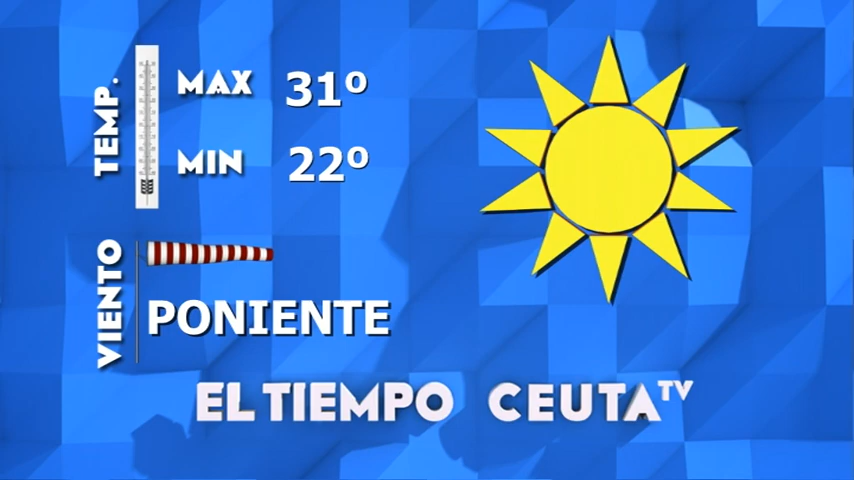 TEMP.
MAX 31º
MIN 22º
VIENTO
PONIENTE
EL TIEMPO CEUTA TV